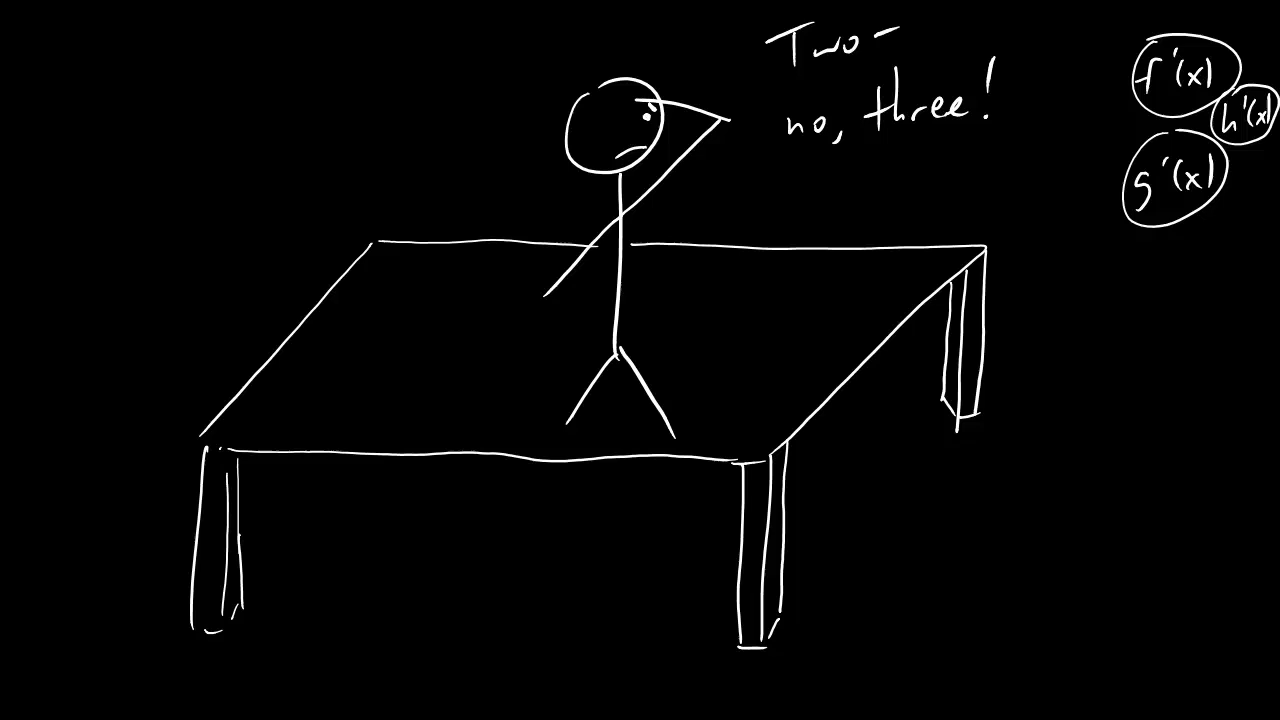 Two-
no, three!
f'(x)
h'(x)
g'(x)